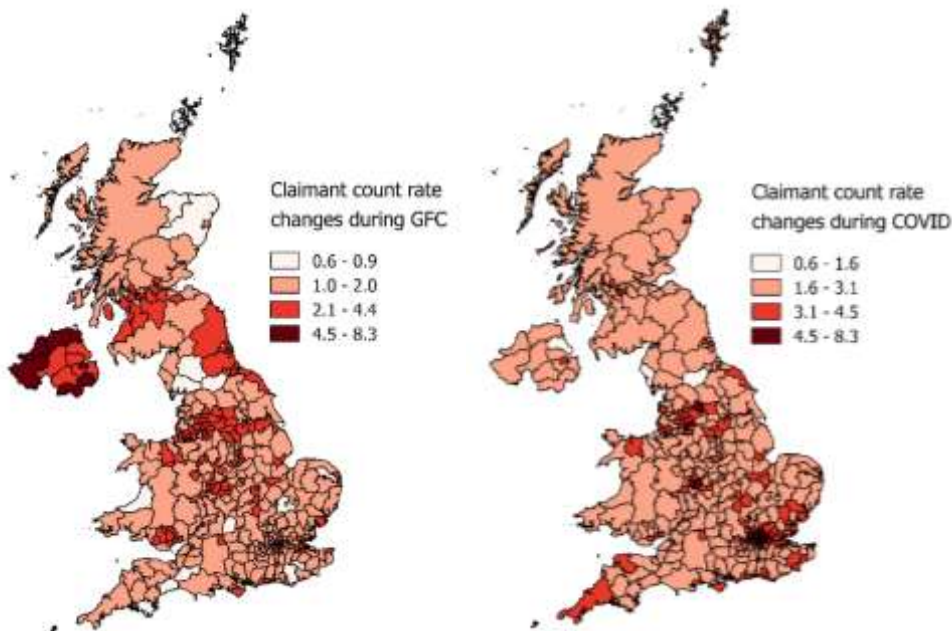 Claimant count rate
changes during GFC
0.6 - 0.9
1.0 - 2.0
2.1 - 4.4
4.5 - 8.3
Claimant count rate
changes during COVID
0.6 - 1.6
1.6 - 3.1
3.1 - 4.5
4.5 - 8.3